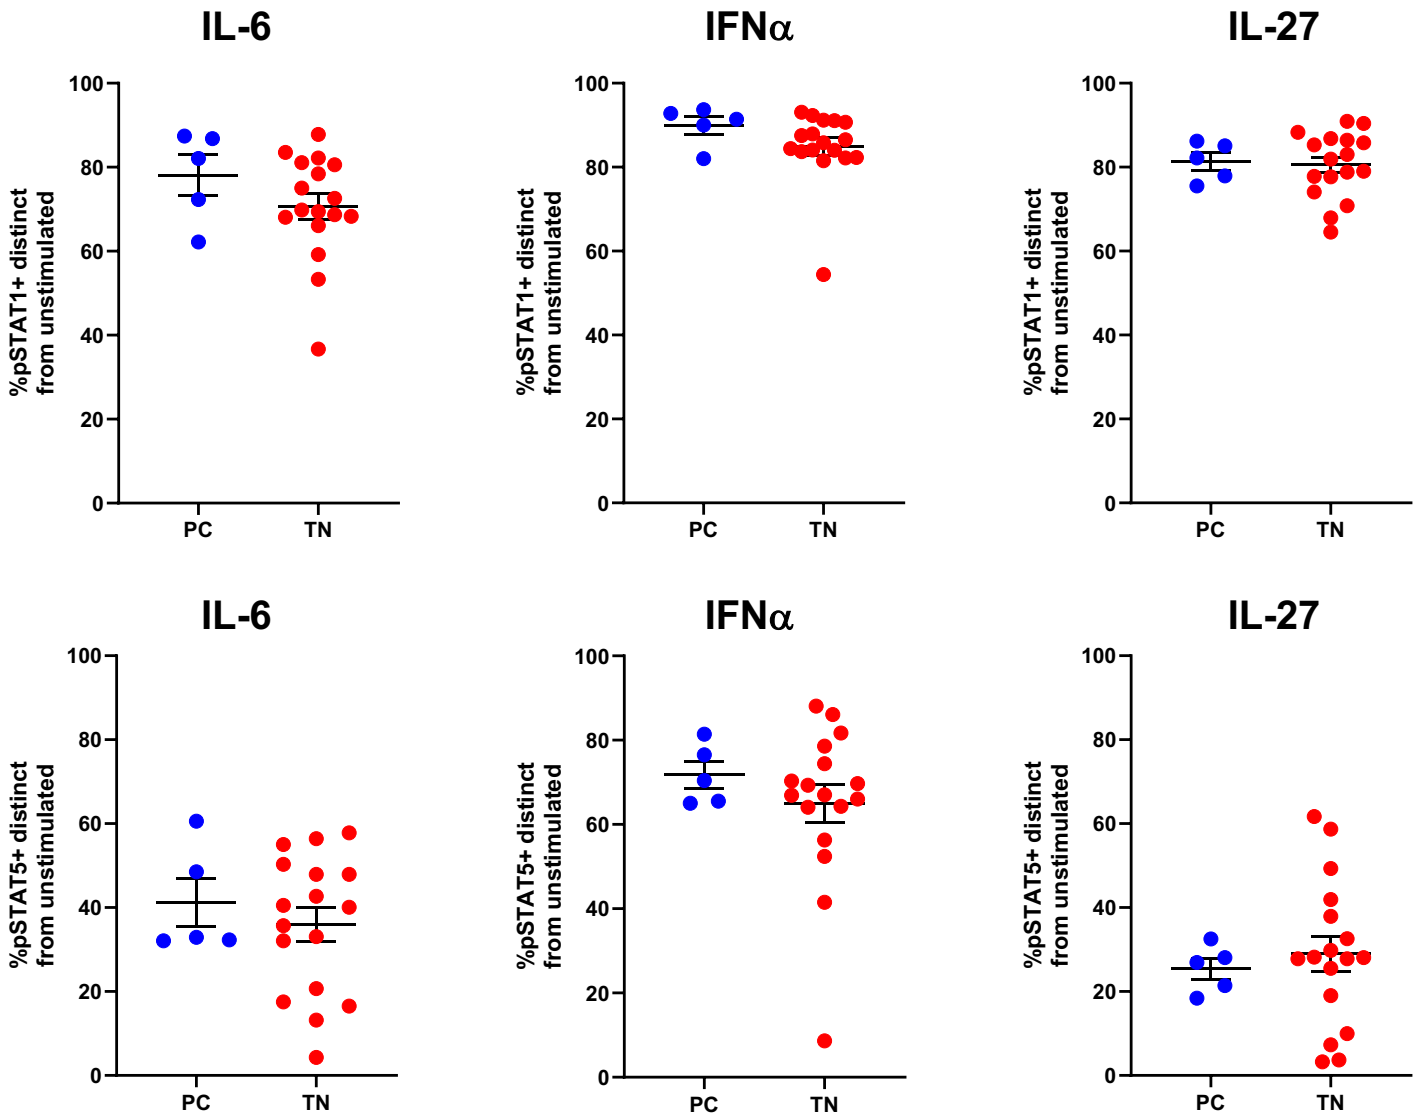 IL-6
IFNα
IL-27
%pSTAT1+ distinct
from unstimulated
100
80
60
40
20
0
PC
TN
%pSTAT1+ distinct
from unstimulated
100
80
60
40
20
0
PC
TN
%pSTAT1+ distinct
from unstimulated
100
80
60
40
20
0
PC
TN
IL-6
IFNα
IL-27
%pSTAT5+ distinct
from unstimulated
100
80
60
40
20
0
PC
TN
%pSTAT5+ distinct
from unstimulated
100
80
60
40
20
0
PC
TN
%pSTAT5+ distinct
from unstimulated
100
80
60
40
20
0
PC
TN